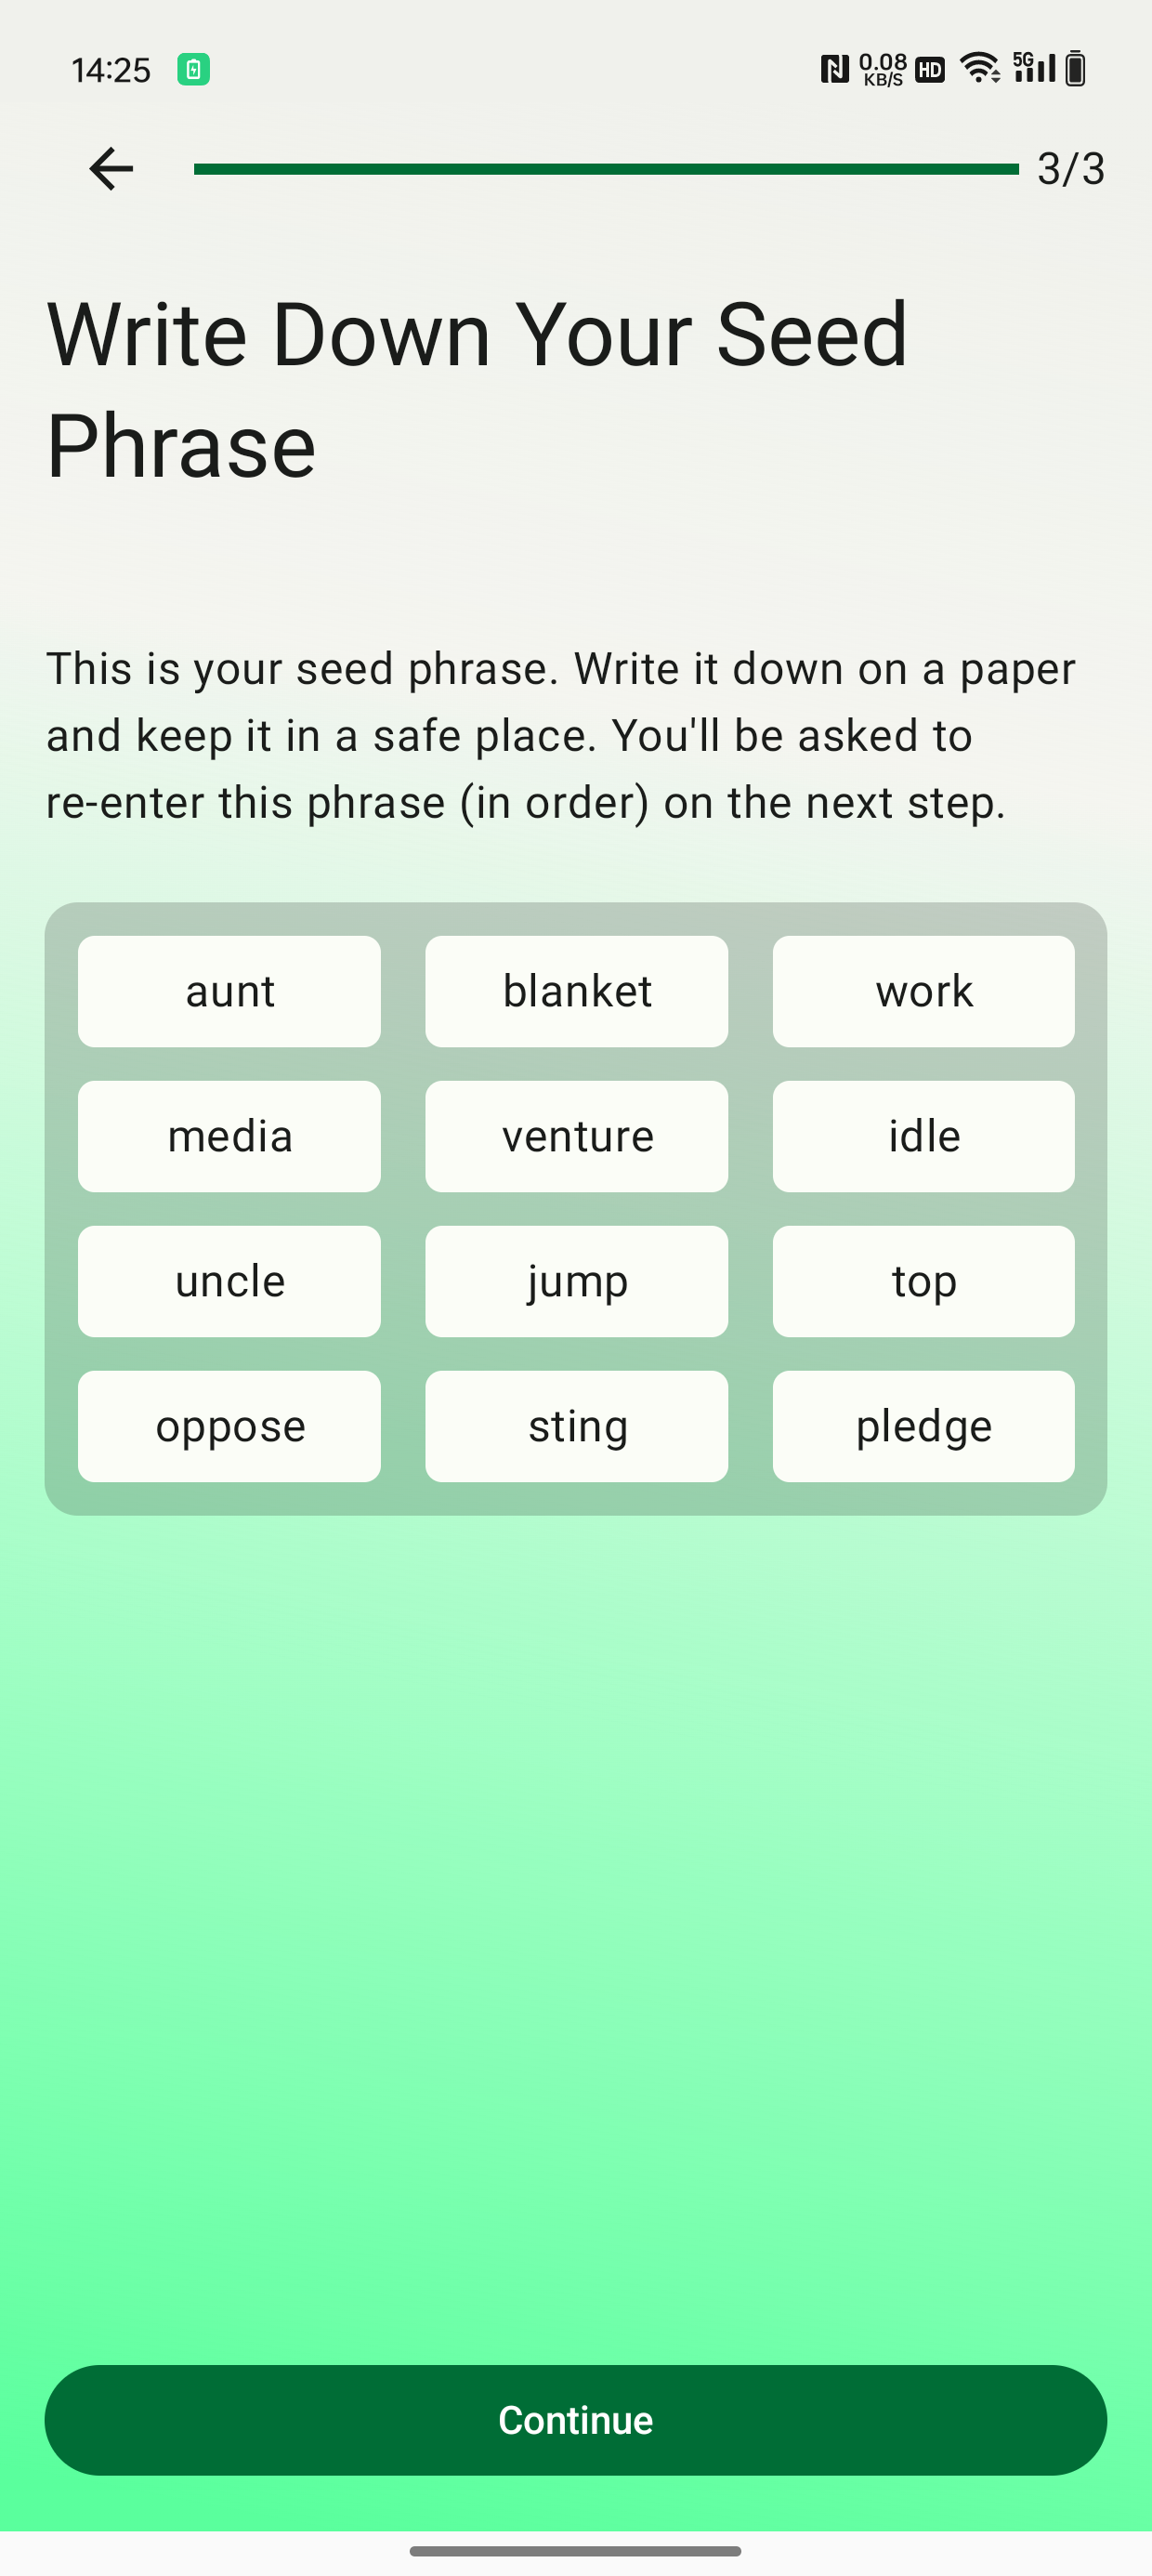 14:25
0.08 KB/S HD 5G
3/3
Write Down Your Seed
Phrase
This is your seed phrase. Write it down on a paper
and keep it in a safe place. You'll be asked to
re-enter this phrase (in order) on the next step.
aunt blanket work
media venture idle
uncle jump top
oppose sting pledge
Continue